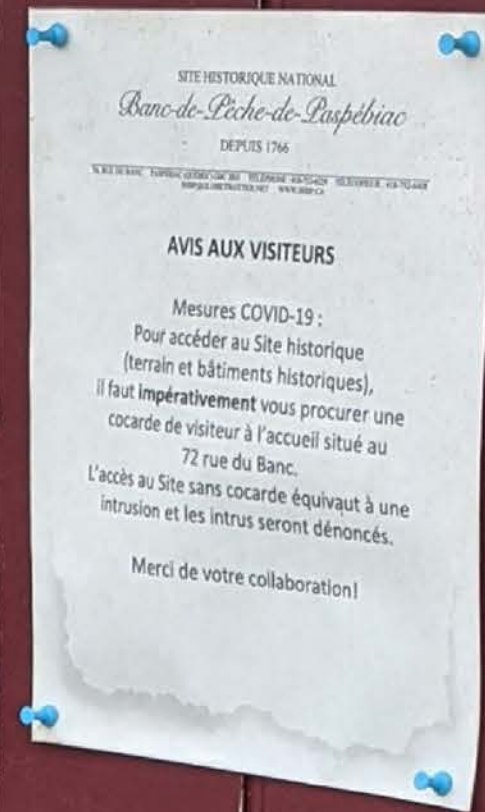 SITE HISTORIQUE NATIONAL
Banc-de-Pêche-de-Paspébiac
DEPUIS 1766
AVIS AUX VISITEURS
Mesures COVID-19 :
Pour accéder au Site historique
(terrain et bâtiments historiques),
il faut impérativement vous procurer une
cocarde de visiteur à l'accueil situé au
72 rue du Banc.
L'accès au Site sans cocarde équivaut à une
intrusion et les intrus seront dénoncés.
Merci de votre collaboration!